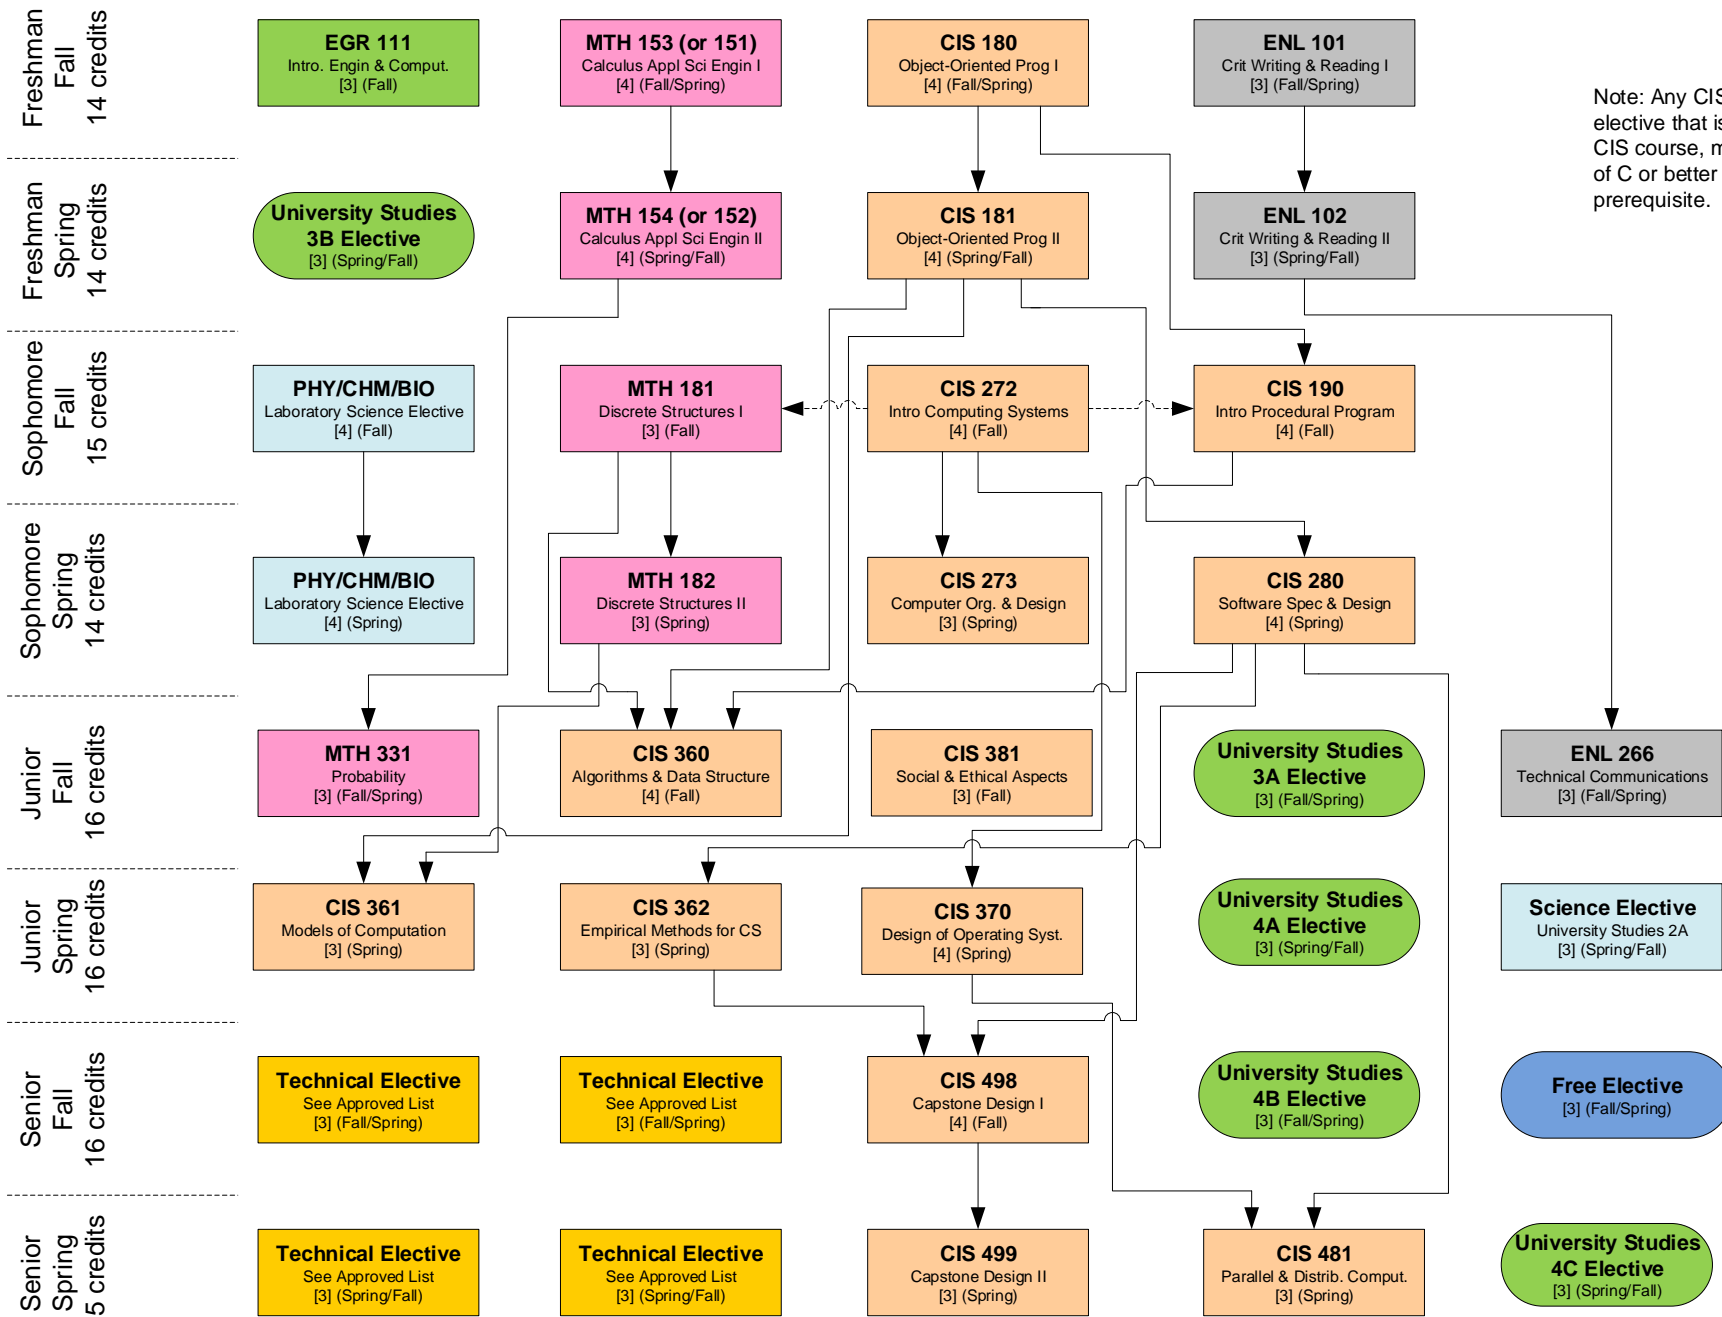 Freshman
Fall
14 credits
EGR 111
Intro. Engin & Comput.
[3] (Fall)
MTH 153 (or 151)
Calculus Appl Sci Engin I
[4] (Fall/Spring)
CIS 180
Object-Oriented Prog I
[4] (Fall/Spring)
ENL 101
Crit Writing & Reading I
[3] (Fall/Spring)
Note: Any CIS
elective that is
CIS course, m
of C or better
prerequisite.
Freshman
Spring
14 credits
University Studies
3B Elective
[3] (Spring/Fall)
MTH 154 (or 152)
Calculus Appl Sci Engin II
[4] (Spring/Fall)
CIS 181
Object-Oriented Prog II
[4] (Spring/Fall)
ENL 102
Crit Writing & Reading II
[3] (Spring/Fall)
Sophomore
Fall
15 credits
PHY/CHM/BIO
Laboratory Science Elective
[4] (Fall)
MTH 181
Discrete Structures I
[3] (Fall)
CIS 272
Intro Computing Systems
[4] (Fall)
CIS 190
Intro Procedural Program
[4] (Fall)
Sophomore
Spring
14 credits
PHY/CHM/BIO
Laboratory Science Elective
[4] (Spring)
MTH 182
Discrete Structures II
[3] (Spring)
CIS 273
Computer Org. & Design
[3] (Spring)
CIS 280
Software Spec & Design
[4] (Spring)
Junior
Fall
16 credits
MTH 331
Probability
[3] (Fall/Spring)
CIS 360
Algorithms & Data Structure
[4] (Fall)
CIS 381
Social & Ethical Aspects
[3] (Fall)
University Studies
3A Elective
[3] (Fall/Spring)
ENL 266
Technical Communications
[3] (Fall/Spring)
Junior
Spring
16 credits
CIS 361
Models of Computation
[3] (Spring)
CIS 362
Empirical Methods for CS
[3] (Spring)
CIS 370
Design of Operating Syst.
[4] (Spring)
University Studies
4A Elective
[3] (Spring/Fall)
Science Elective
University Studies 2A
[3] (Spring/Fall)
Senior
Fall
16 credits
Technical Elective
See Approved List
[3] (Fall/Spring)
Technical Elective
See Approved List
[3] (Fall/Spring)
CIS 498
Capstone Design I
[4] (Fall)
University Studies
4B Elective
[3] (Fall/Spring)
Free Elective
[3] (Fall/Spring)
Senior
Spring
5 credits
Technical Elective
See Approved List
[3] (Spring/Fall)
Technical Elective
See Approved List
[3] (Spring/Fall)
CIS 499
Capstone Design II
[3] (Spring)
CIS 481
Parallel & Distrib. Comput.
[3] (Spring)
University Studies
4C Elective
[3] (Spring/Fall)